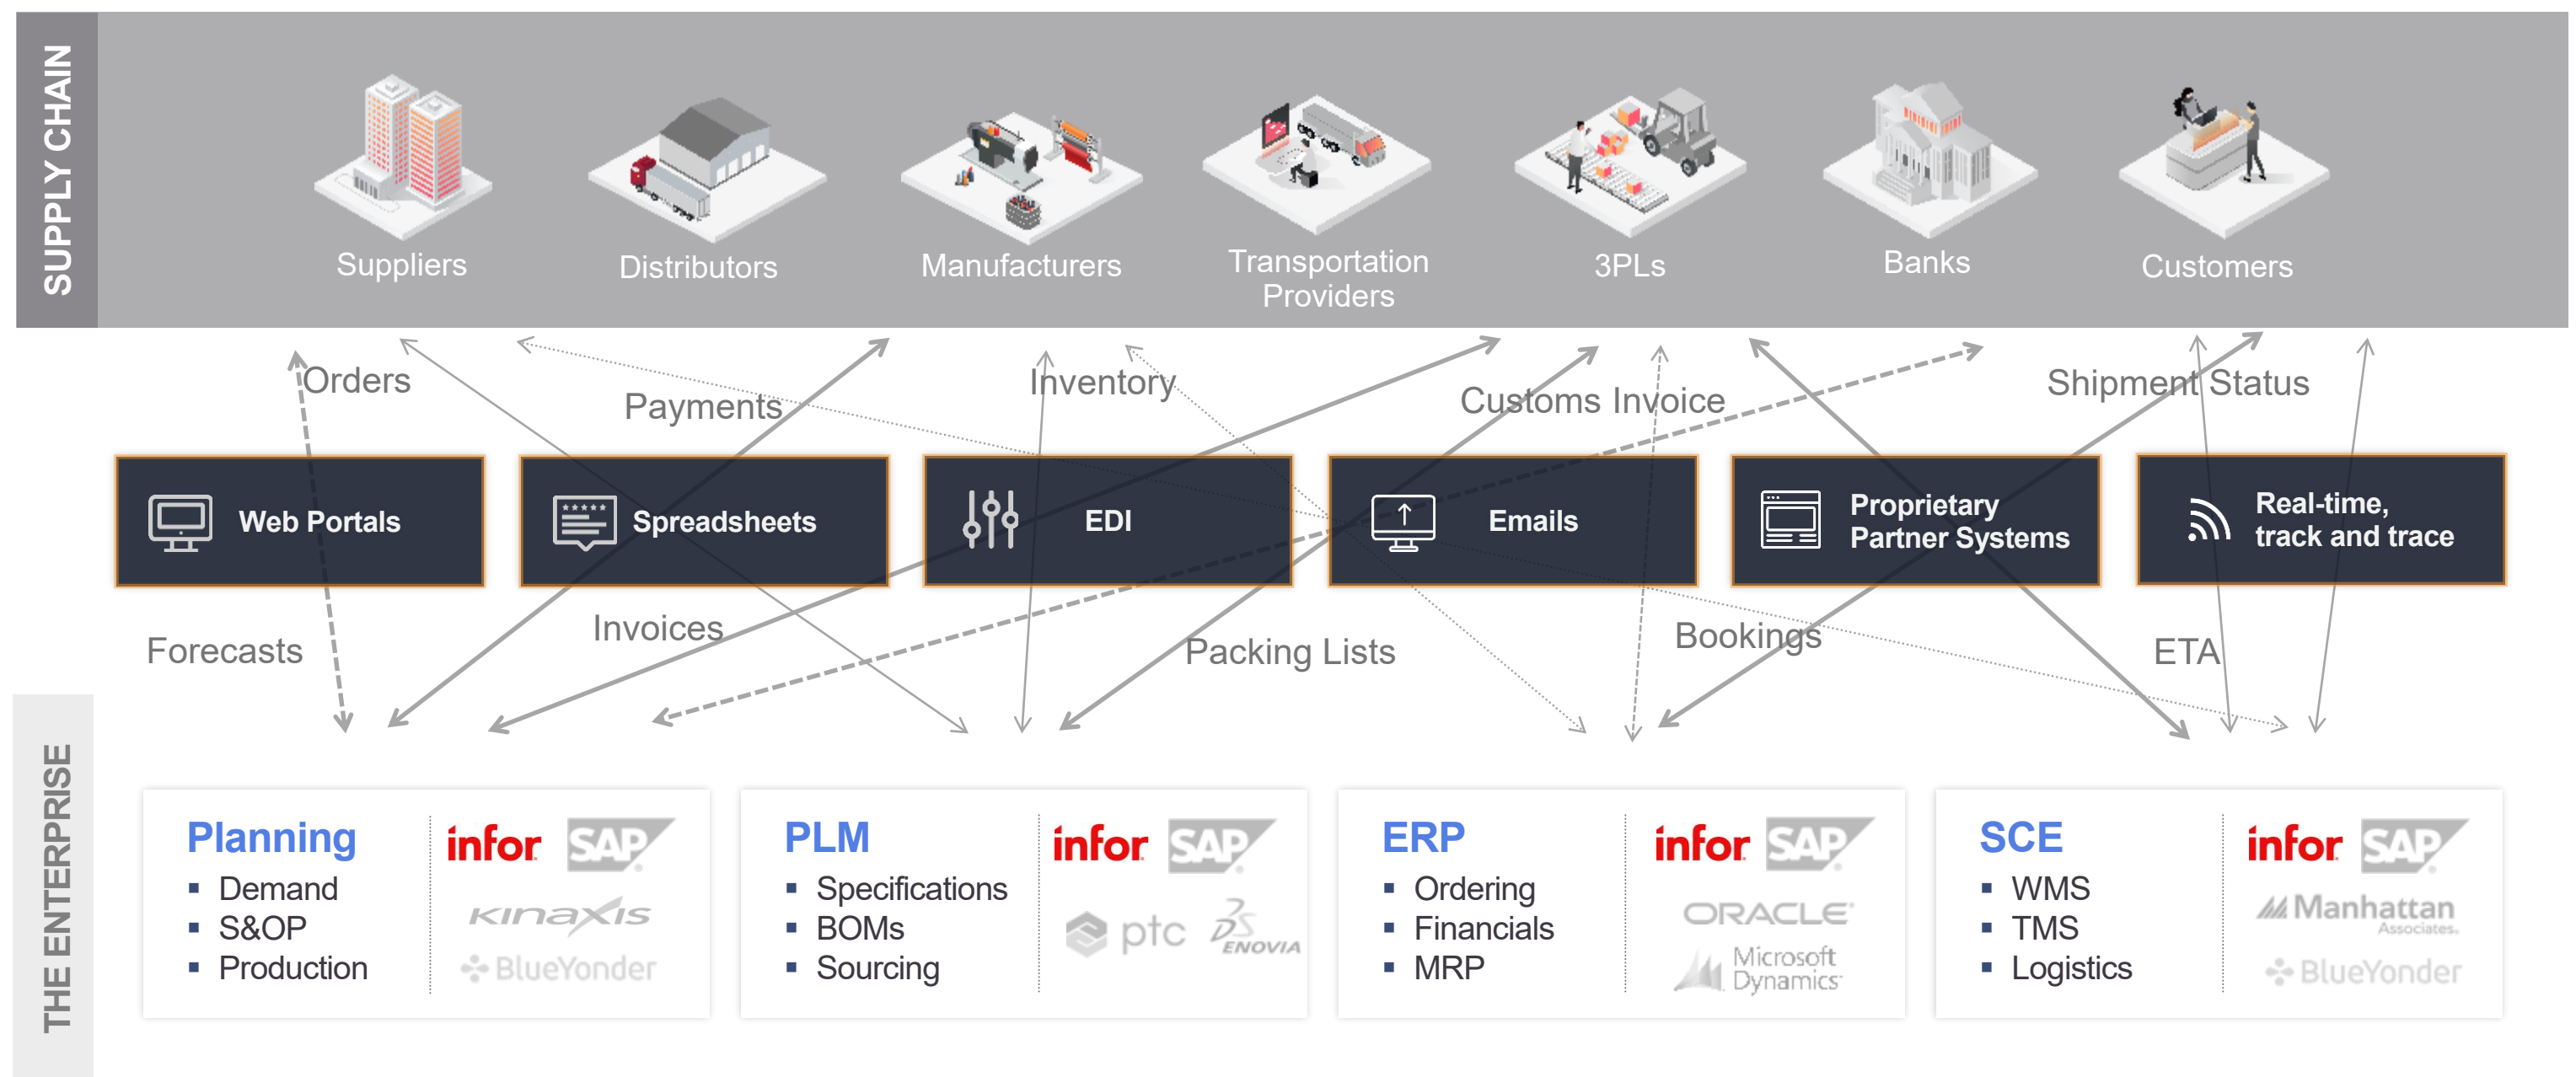 SUPPLY CHAIN
Suppliers
Distributors
Manufacturers
Transportation
Providers
3PLs
Banks
Customers
Orders
Payments
Inventory
Customs Invoice
Shipment Status
Web Portals
Spreadsheets
EDI
Emails
Proprietary
Partner Systems
Real-time,
track and trace
Forecasts
Invoices
Packing Lists
Bookings
ETA
THE ENTERPRISE
Planning
Demand
S&OP
Production
infor
SAP
KINAXIS
BlueYonder
PLM
Specifications
BOMs
Sourcing
infor
SAP
ptc
3DS
ENOVIA
ERP
Ordering
Financials
MRP
infor
SAP
ORACLE
Microsoft
Dynamics
SCE
WMS
TMS
Logistics
infor
SAP
Manhattan
Associates
BlueYonder